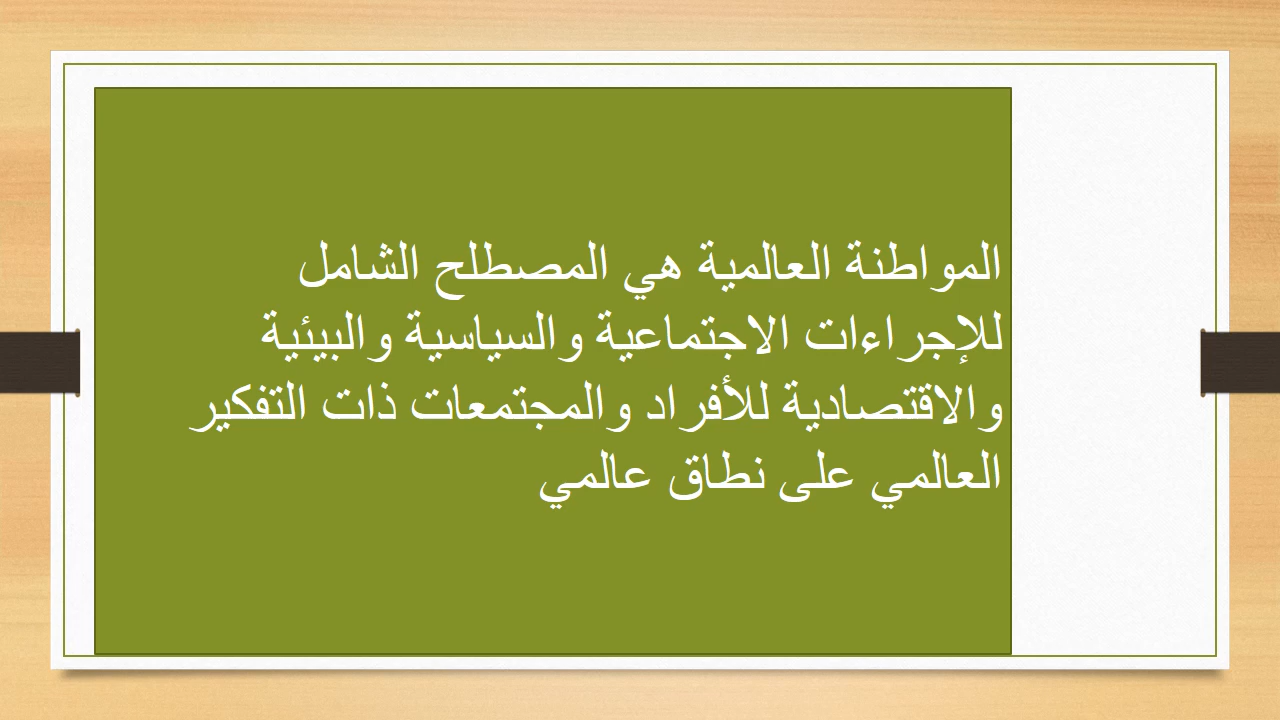 المواطنة العالمية هي المصطلح الشامل
للإجراءات الاجتماعية والسياسية والبيئية
والاقتصادية للأفراد والمجتمعات ذات التفكير
العالمي على نطاق عالمي